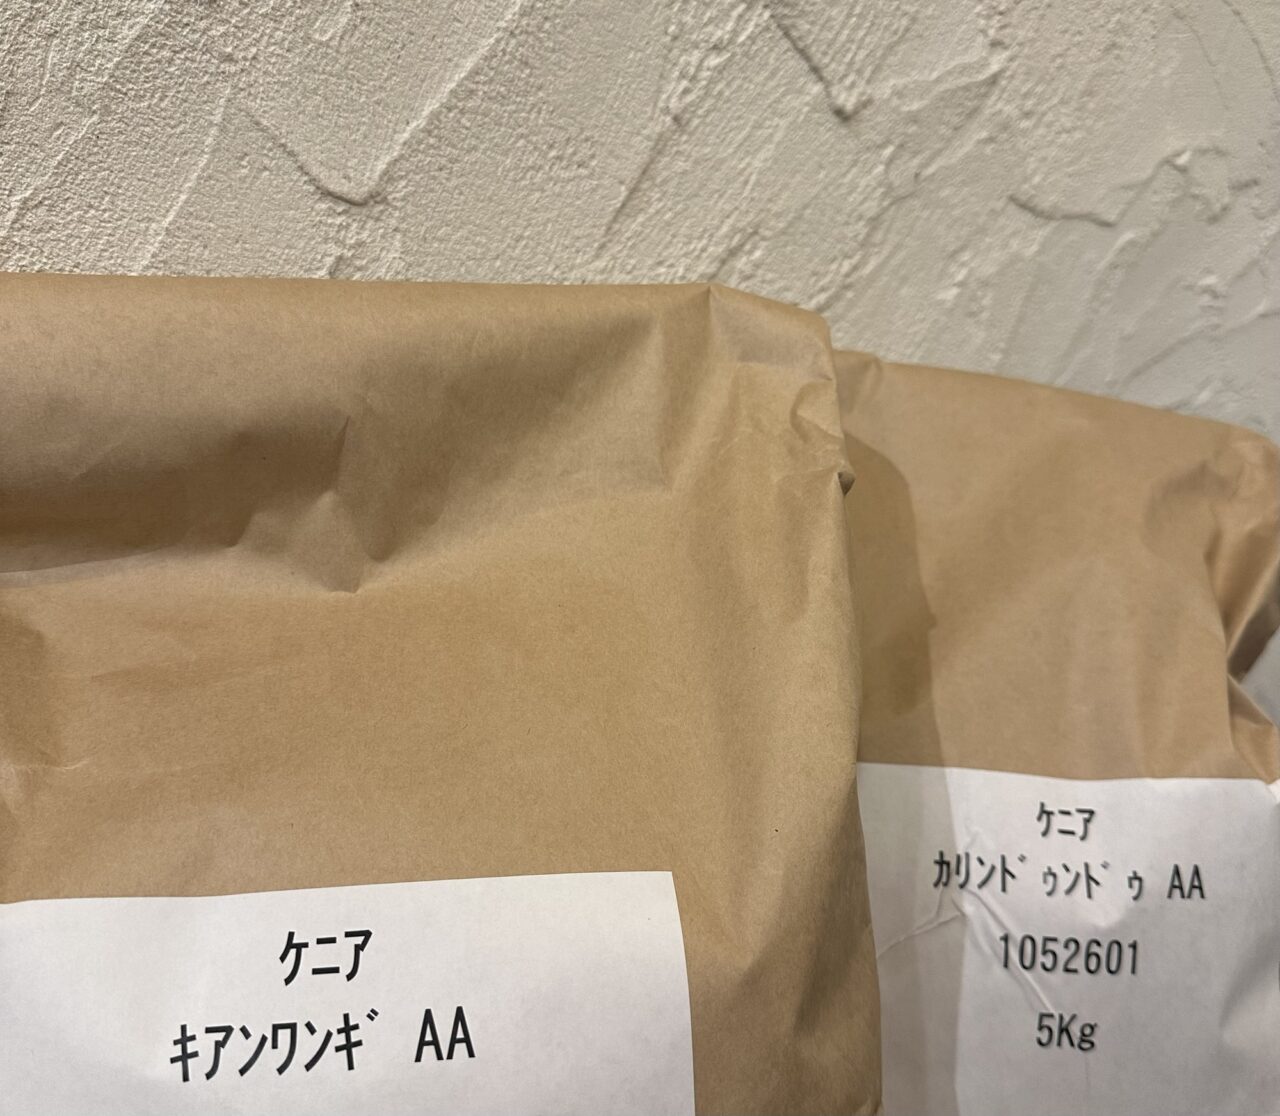 ｹﾆｱ
ｷｱﾝﾜﾝｷﾞ AA
ｹﾆｱ
ｶﾘﾝﾄﾞｩﾝﾄﾞｩ AA
1052601
5Kg